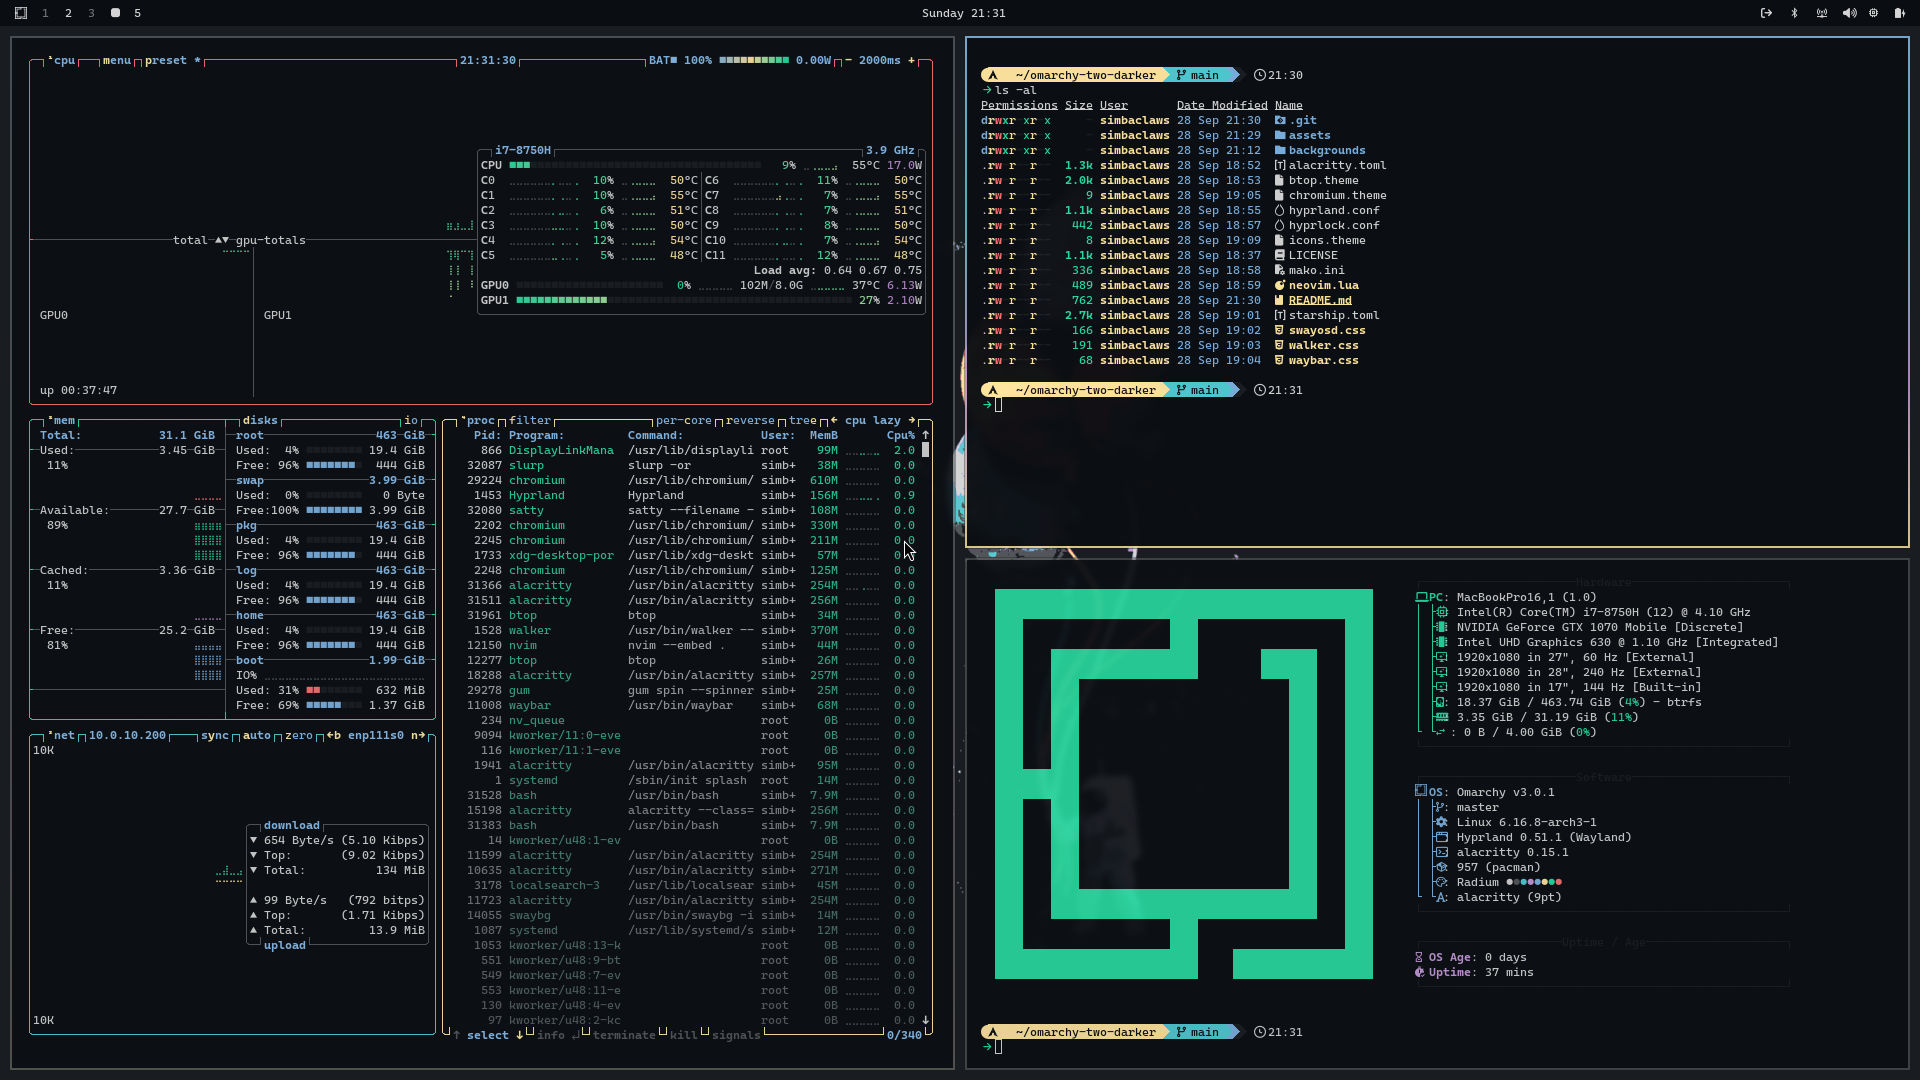 1 2 3 5 Sunday 21:31
cpu menu preset * 21:31:30 BAT■ 100% 0.00W - 2000ms +
i7-8750H 3.9 GHz
CPU 9% 55°C 17.0W
C0 10% 50°C C6 11% 50°C
C1 10% 55°C C7 7% 55°C
C2 6% 51°C C8 7% 51°C
C3 10% 50°C C9 8% 50°C
total ▲▼ gpu-totals C4 12% 54°C C10 7% 54°C
C5 5% 48°C C11 12% 48°C
Load avg: 0.64 0.67 0.75
GPU0 0% 102M/8.0G 37°C 6.13W
GPU1 27% 2.10W
GPU0 GPU1
up 00:37:47
mem disks io
Total: 31.1 GiB root 463 GiB
Used: 3.45 GiB Used: 4% 19.4 GiB
11% Free: 96% 444 GiB
swap 3.99 GiB
Used: 0% 0 Byte
Available: 27.7 GiB Free:100% 3.99 GiB
89% pkg 463 GiB
Used: 4% 19.4 GiB
Free: 96% 444 GiB
Cached: 3.36 GiB log 463 GiB
11% Used: 4% 19.4 GiB
Free: 96% 444 GiB
home 463 GiB
Free: 25.2 GiB Used: 4% 19.4 GiB
81% Free: 96% 444 GiB
boot 1.99 GiB
IO%
Used: 31% 632 MiB
Free: 69% 1.37 GiB
net 10.0.10.200 sync auto zero ←b enp111s0 n→
10K
download
▼ 654 Byte/s (5.10 Kibps)
▼ Top: (9.02 Kibps)
▼ Total: 134 MiB
▲ 99 Byte/s (792 bitps)
▲ Top: (1.71 Kibps)
▲ Total: 13.9 MiB
upload
10K
proc filter per-core reverse tree ← cpu lazy →
Pid: Program: Command: User: MemB Cpu% ↑
866 DisplayLinkMana /usr/lib/displayli root 99M 2.0
32087 slurp slurp -or simb+ 38M 0.0
29224 chromium /usr/lib/chromium/ simb+ 610M 0.0
1453 Hyprland Hyprland simb+ 156M 0.9
32080 satty satty --filename - simb+ 108M 0.0
2202 chromium /usr/lib/chromium/ simb+ 330M 0.0
2245 chromium /usr/lib/chromium/ simb+ 211M 0.0
1733 xdg-desktop-por /usr/lib/xdg-deskt simb+ 57M 0.0
2248 chromium /usr/lib/chromium/ simb+ 125M 0.0
31366 alacritty /usr/bin/alacritty simb+ 254M 0.0
31511 alacritty /usr/bin/alacritty simb+ 256M 0.0
31961 btop btop simb+ 34M 0.0
1528 walker /usr/bin/walker -- simb+ 370M 0.0
12150 nvim nvim --embed . simb+ 44M 0.0
12277 btop btop simb+ 26M 0.0
18288 alacritty /usr/bin/alacritty simb+ 257M 0.0
29278 gum gum spin --spinner simb+ 25M 0.0
11008 waybar /usr/bin/waybar simb+ 68M 0.0
234 nv_queue root 0B 0.0
9094 kworker/11:0-eve root 0B 0.0
116 kworker/11:1-eve root 0B 0.0
1941 alacritty /usr/bin/alacritty simb+ 95M 0.0
1 systemd /sbin/init splash root 14M 0.0
31528 bash /usr/bin/bash simb+ 7.9M 0.0
15198 alacritty alacritty --class= simb+ 256M 0.0
31383 bash /usr/bin/bash simb+ 7.9M 0.0
14 kworker/u48:1-ev root 0B 0.0
11599 alacritty /usr/bin/alacritty simb+ 254M 0.0
10635 alacritty /usr/bin/alacritty simb+ 271M 0.0
3178 localsearch-3 /usr/lib/localsear simb+ 45M 0.0
11723 alacritty /usr/bin/alacritty simb+ 254M 0.0
14055 swaybg /usr/bin/swaybg -i simb+ 14M 0.0
1087 systemd /usr/lib/systemd/s simb+ 12M 0.0
1053 kworker/u48:13-k root 0B 0.0
551 kworker/u48:9-bt root 0B 0.0
549 kworker/u48:7-ev root 0B 0.0
553 kworker/u48:11-e root 0B 0.0
130 kworker/u48:4-ev root 0B 0.0
97 kworker/u48:2-kc root 0B 0.0 ↓
↑ select ↓ info ↵ terminate kill signals 0/340
~/omarchy-two-darker main 21:30
→ ls -al
Permissions Size User Date Modified Name
drwxr xr x simbaclaws 28 Sep 21:30 .git
drwxr xr x simbaclaws 28 Sep 21:29 assets
drwxr xr x simbaclaws 28 Sep 21:12 backgrounds
.rw r r 1.3k simbaclaws 28 Sep 18:52 alacritty.toml
.rw r r 2.0k simbaclaws 28 Sep 18:53 btop.theme
.rw r r 9 simbaclaws 28 Sep 19:05 chromium.theme
.rw r r 1.1k simbaclaws 28 Sep 18:55 hyprland.conf
.rw r r 442 simbaclaws 28 Sep 18:57 hyprlock.conf
.rw r r 8 simbaclaws 28 Sep 19:09 icons.theme
.rw r r 1.1k simbaclaws 28 Sep 18:37 LICENSE
.rw r r 336 simbaclaws 28 Sep 18:58 mako.ini
.rw r r 489 simbaclaws 28 Sep 18:59 neovim.lua
.rw r r 762 simbaclaws 28 Sep 21:30 README.md
.rw r r 2.7k simbaclaws 28 Sep 19:01 starship.toml
.rw r r 166 simbaclaws 28 Sep 19:02 swayosd.css
.rw r r 191 simbaclaws 28 Sep 19:03 walker.css
.rw r r 68 simbaclaws 28 Sep 19:04 waybar.css
~/omarchy-two-darker main 21:31
→
Hardware
PC: MacBookPro16,1 (1.0)
Intel(R) Core(TM) i7-8750H (12) @ 4.10 GHz
NVIDIA GeForce GTX 1070 Mobile [Discrete]
Intel UHD Graphics 630 @ 1.10 GHz [Integrated]
1920x1080 in 27", 60 Hz [External]
1920x1080 in 28", 240 Hz [External]
1920x1080 in 17", 144 Hz [Built-in]
18.37 GiB / 463.74 GiB (4%) - btrfs
3.35 GiB / 31.19 GiB (11%)
: 0 B / 4.00 GiB (0%)
Software
OS: Omarchy v3.0.1
: master
Linux 6.16.8-arch3-1
Hyprland 0.51.1 (Wayland)
: alacritty 0.15.1
: 957 (pacman)
: Radium
: alacritty (9pt)
Uptime / Age
OS Age: 0 days
Uptime: 37 mins
~/omarchy-two-darker main 21:31
→